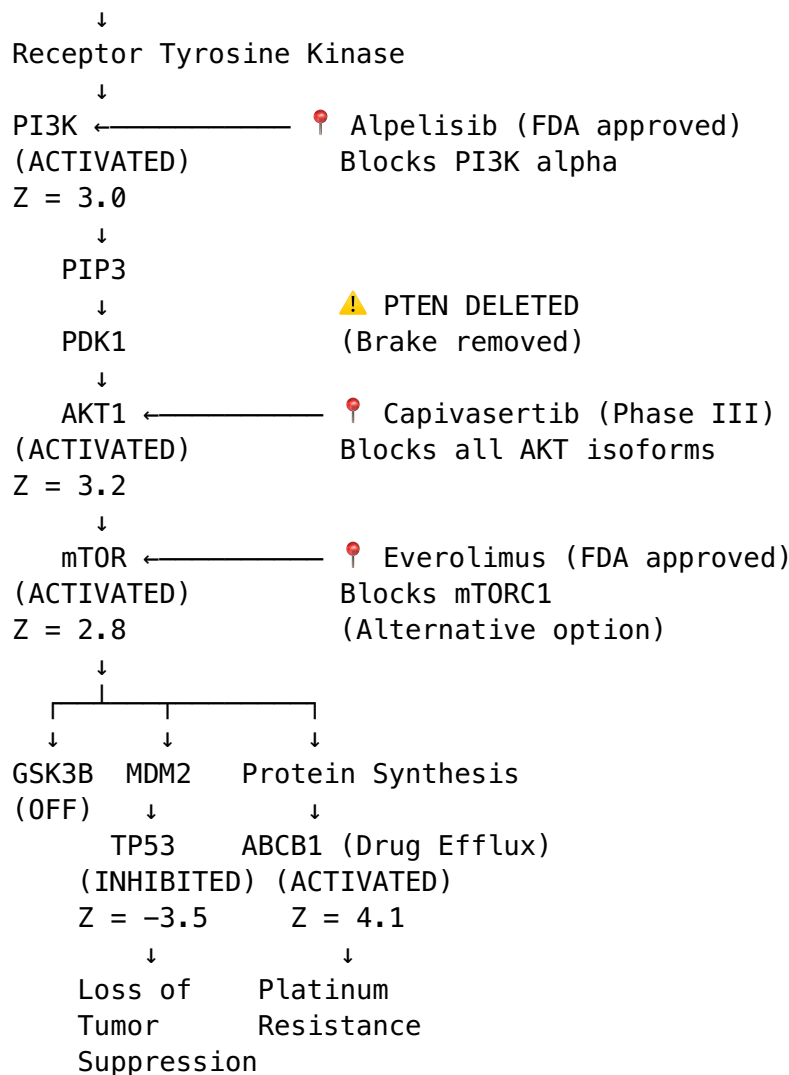 ↓
Receptor Tyrosine Kinase
↓
PI3K ←─────────── 📍 Alpelisib (FDA approved)
(ACTIVATED) Blocks PI3K alpha
Z = 3.0
↓
PIP3
↓ ⚠️ PTEN DELETED
PDK1 (Brake removed)
↓
AKT1 ←────────── 📍 Capivasertib (Phase III)
(ACTIVATED) Blocks all AKT isoforms
Z = 3.2
↓
mTOR ←────────── 📍 Everolimus (FDA approved)
(ACTIVATED) Blocks mTORC1
Z = 2.8 (Alternative option)
↓
┌──┴───┬────────┐
↓ ↓ ↓
GSK3B MDM2 Protein Synthesis
(OFF) ↓ ↓
TP53 ABCB1 (Drug Efflux)
(INHIBITED) (ACTIVATED)
Z = -3.5 Z = 4.1
↓ ↓
Loss of Platinum
Tumor Resistance
Suppression